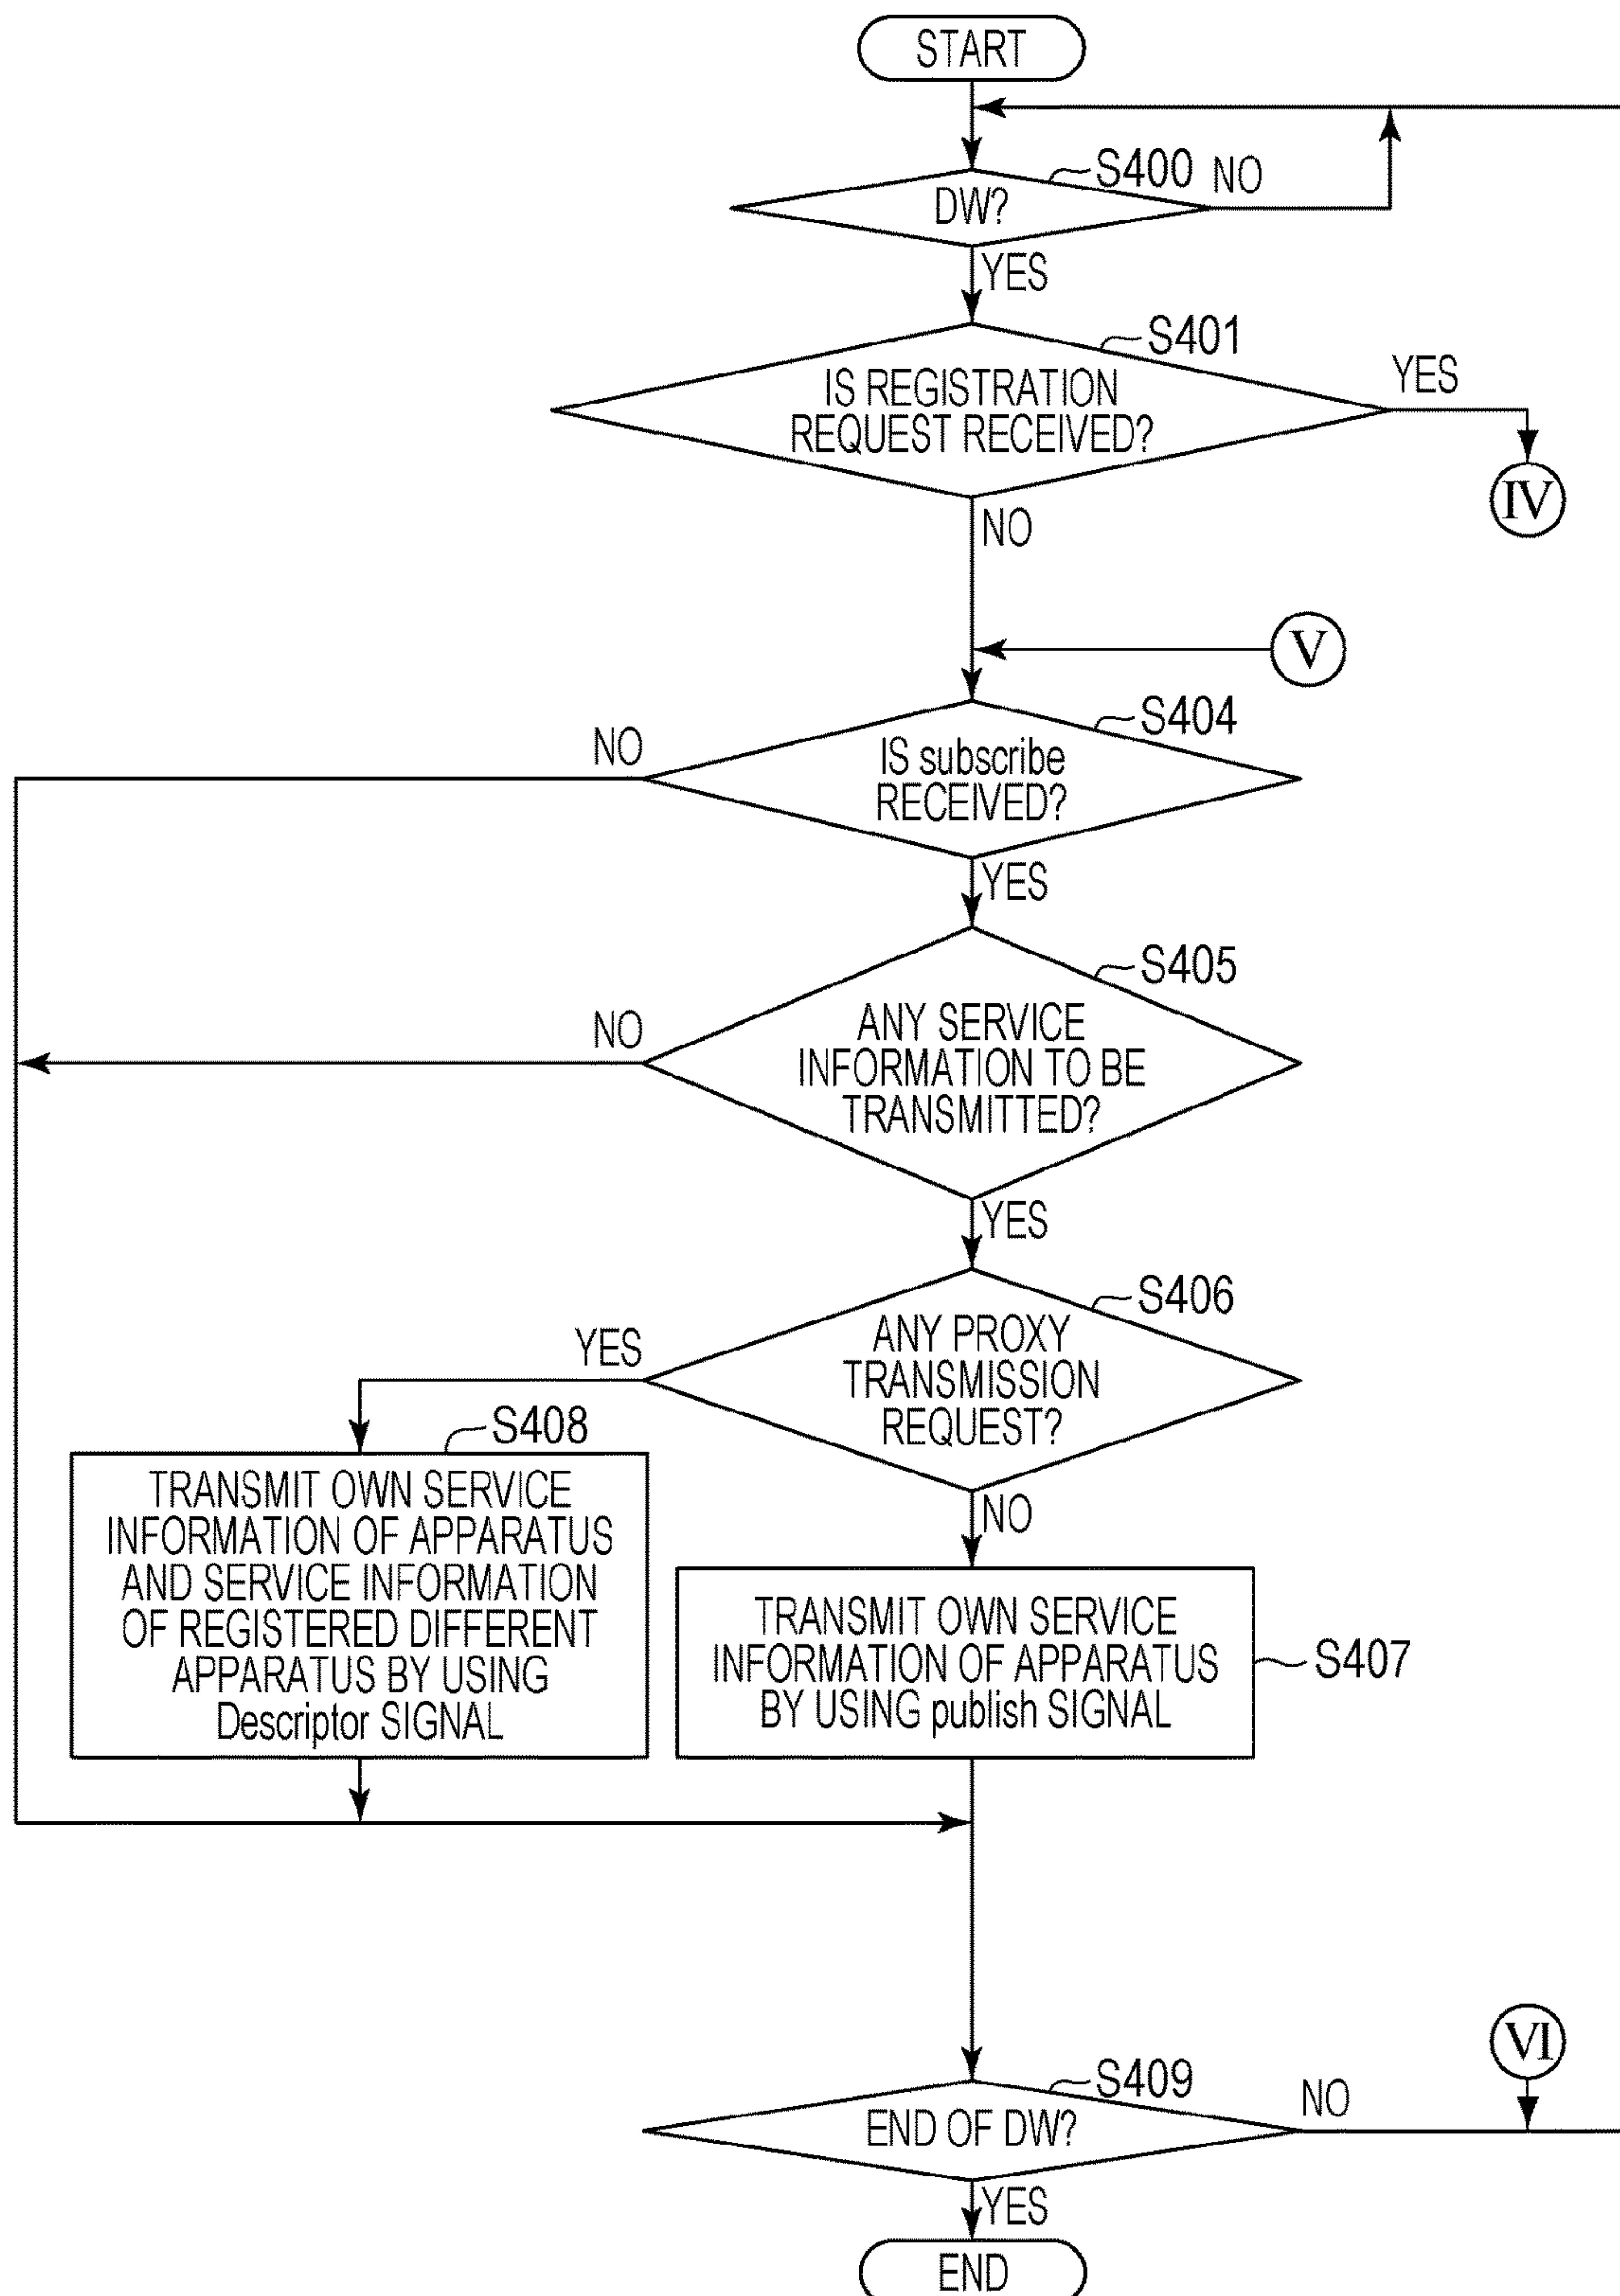 START
S400
NO
DW?
YES
S401
IS REGISTRATION
REQUEST RECEIVED?
YES
IV
NO
V
S404
NO
IS subscribe
RECEIVED?
YES
S405
NO
ANY SERVICE
INFORMATION TO BE
TRANSMITTED?
YES
S406
YES
ANY PROXY
TRANSMISSION
REQUEST?
NO
S408
TRANSMIT OWN SERVICE
INFORMATION OF APPARATUS
AND SERVICE INFORMATION
OF REGISTERED DIFFERENT
APPARATUS BY USING
Descriptor SIGNAL
TRANSMIT OWN SERVICE
INFORMATION OF APPARATUS
BY USING publish SIGNAL
S407
VI
S409
NO
END OF DW?
YES
END